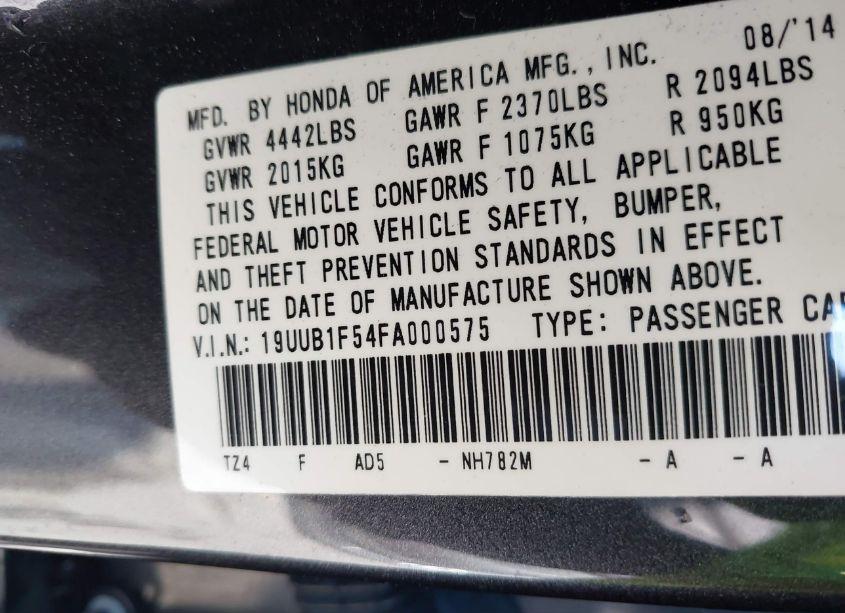 MFD. BY HONDA OF AMERICA MFG., INC. 08/'14
GVWR 4442LBS GAWR F 2370LBS R 2094LBS
GVWR 2015KG GAWR F 1075KG R 950KG
THIS VEHICLE CONFORMS TO ALL APPLICABLE
FEDERAL MOTOR VEHICLE SAFETY, BUMPER,
AND THEFT PREVENTION STANDARDS IN EFFECT
ON THE DATE OF MANUFACTURE SHOWN ABOVE.
V.I.N.: 19UUB1F54FA000575 TYPE: PASSENGER CAR
TZ4 F AD5 - NH782M - A - A